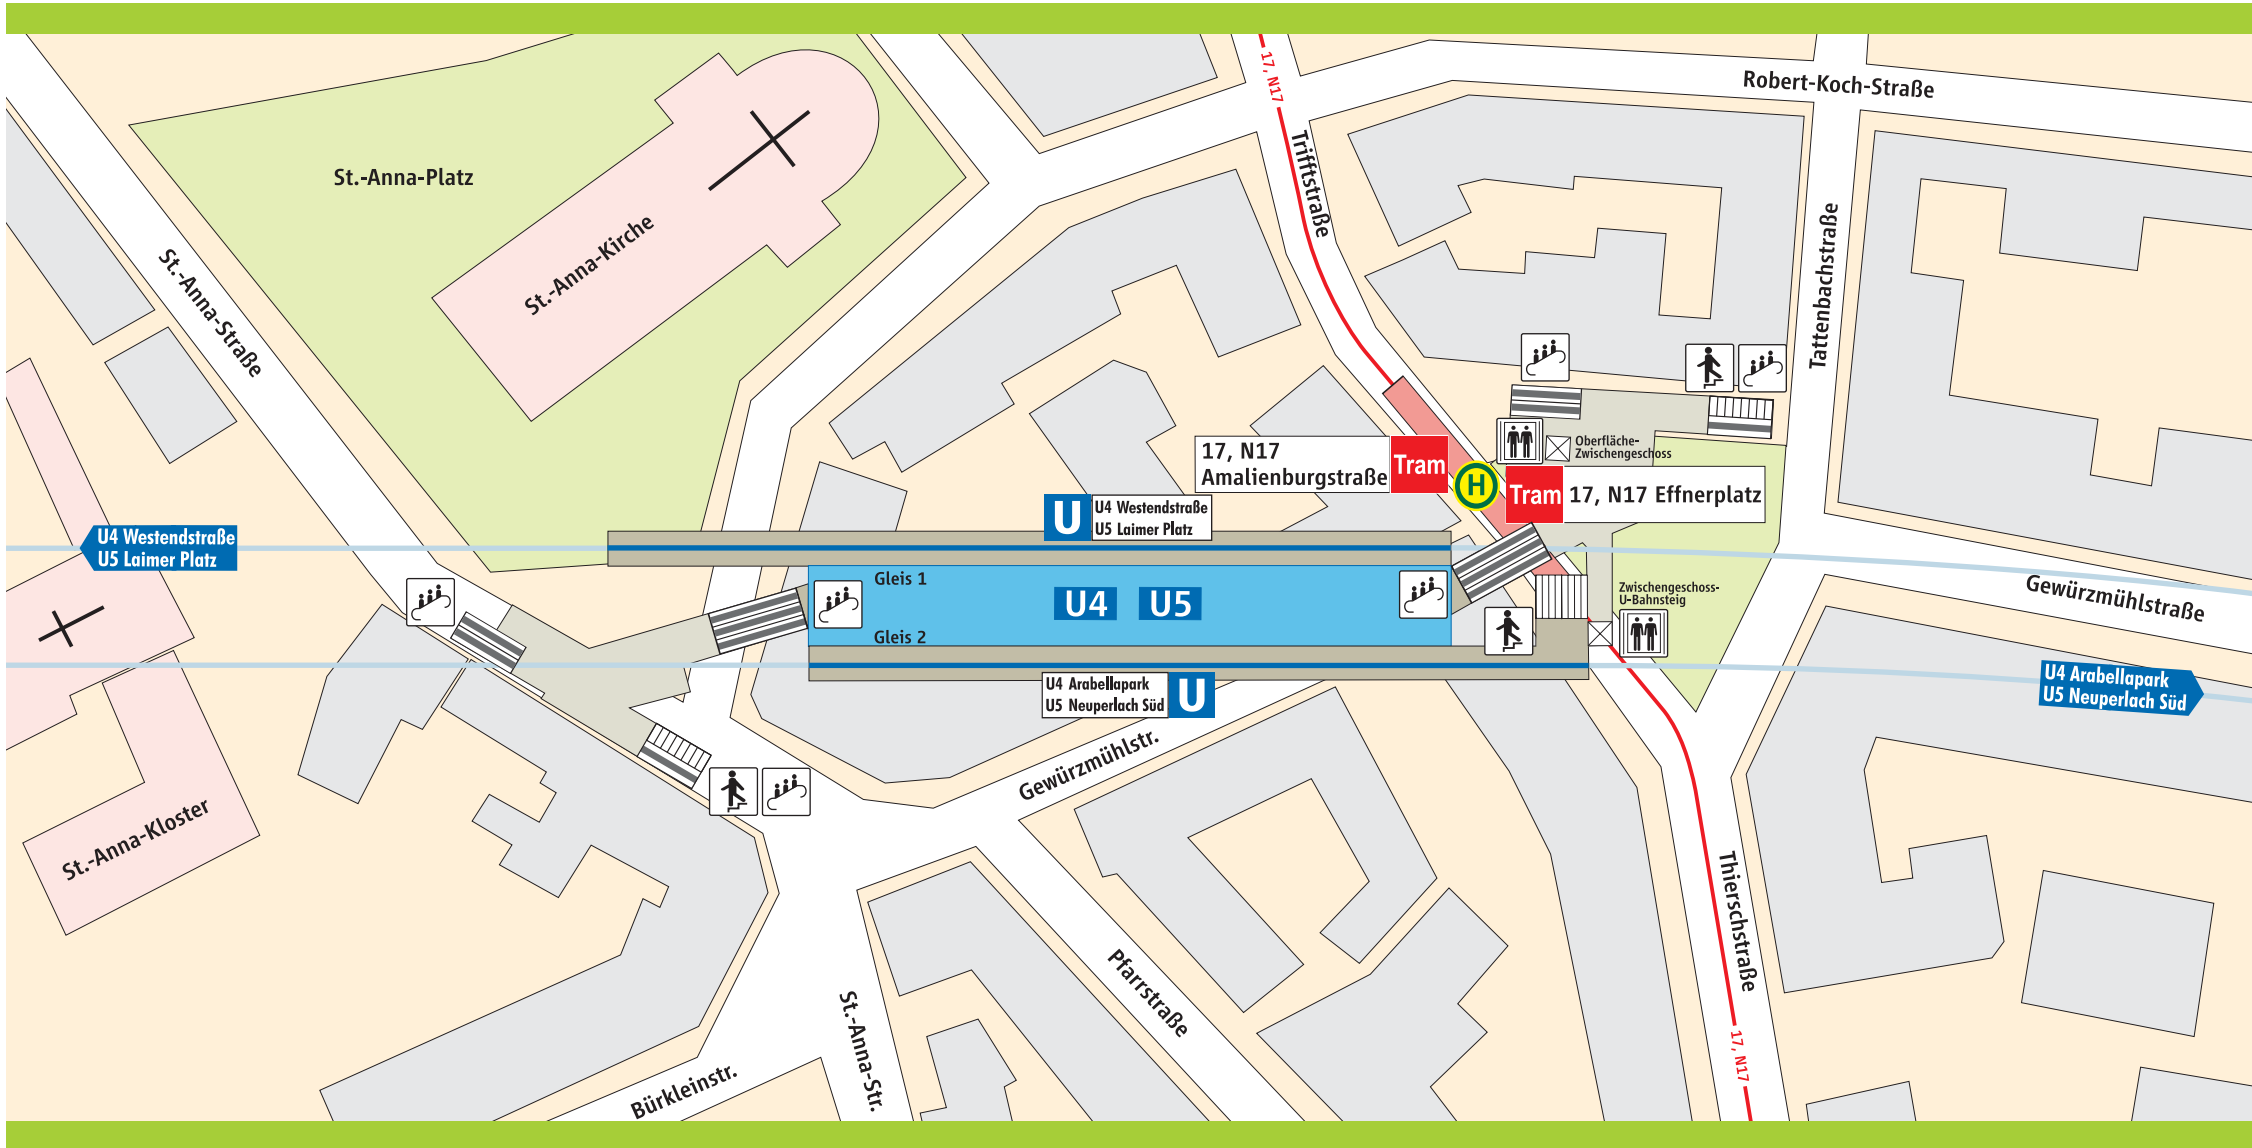 17, N17
Robert-Koch-Straße
Trifftstraße
St.-Anna-Platz
St.-Anna-Kirche
St.-Anna-Straße
Tattenbachstraße
17, N17
Amalienburgstraße
Tram
H
Oberfläche-
Zwischengeschoss
Tram
17, N17 Effnerplatz
U
U4 Westendstraße
U5 Laimer Platz
U4 Westendstraße
U5 Laimer Platz
Gleis 1
U4
U5
Gleis 2
Zwischengeschoss-
U-Bahnsteig
Gewürzmühlstraße
U4 Arabellapark
U5 Neuperlach Süd
U
U4 Arabellapark
U5 Neuperlach Süd
Gewürzmühlstr.
St.-Anna-Kloster
Thierschstraße
Pfarrstraße
St.-Anna-Str.
Bürkleinstr.
17, N17